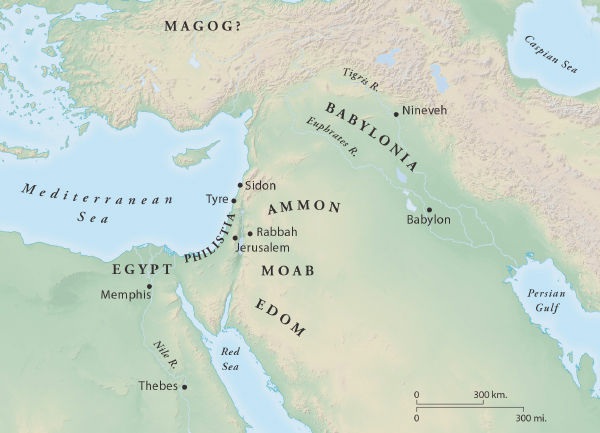 MAGOG?
Caspian Sea
Tigris R.
Nineveh
BABYLONIA
Euphrates R.
Sidon
Mediterranean
Sea
Tyre
AMMON
Babylon
PHILISTIA
Rabbah
Jerusalem
EGYPT
MOAB
Memphis
Persian
Gulf
EDOM
Nile R.
Red
Sea
Thebes
0 300 km.
0 300 mi.